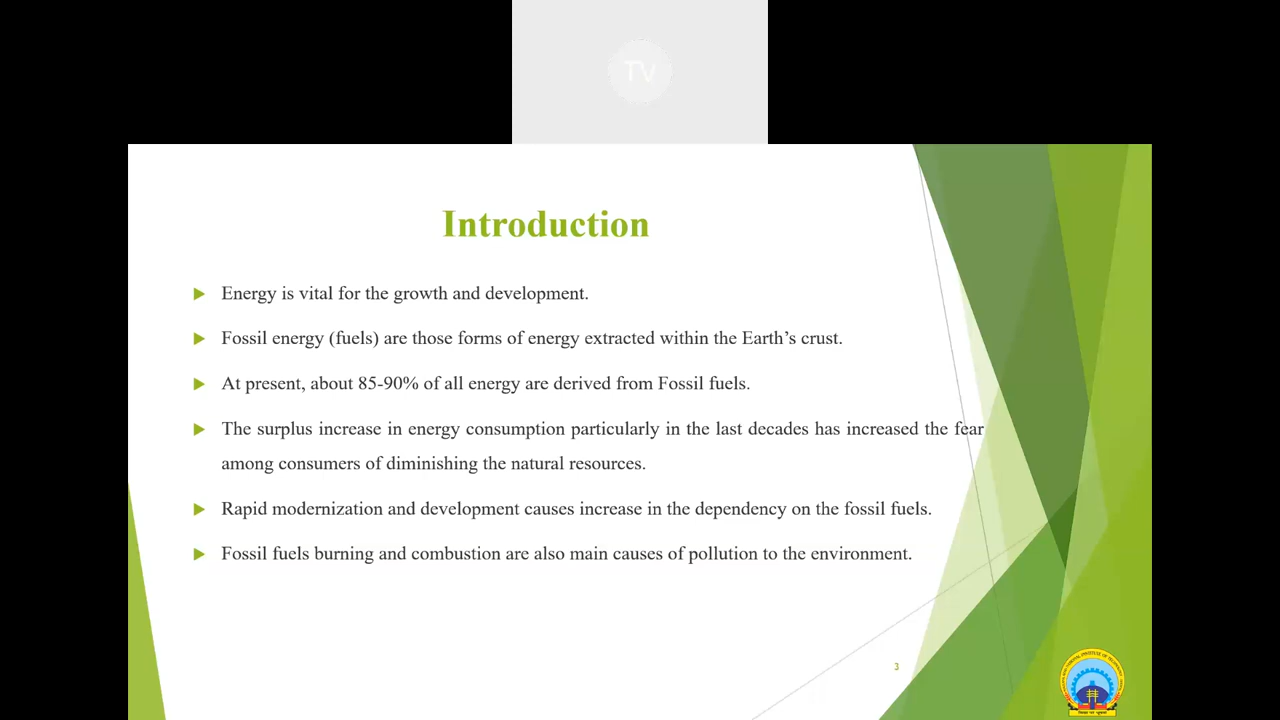 TV
Introduction
Energy is vital for the growth and development.
Fossil energy (fuels) are those forms of energy extracted within the Earth's crust.
At present, about 85-90% of all energy are derived from Fossil fuels.
The surplus increase in energy consumption particularly in the last decades has increased the fear
among consumers of diminishing the natural resources.
Rapid modernization and development causes increase in the dependency on the fossil fuels.
Fossil fuels burning and combustion are also main causes of pollution to the environment.
3